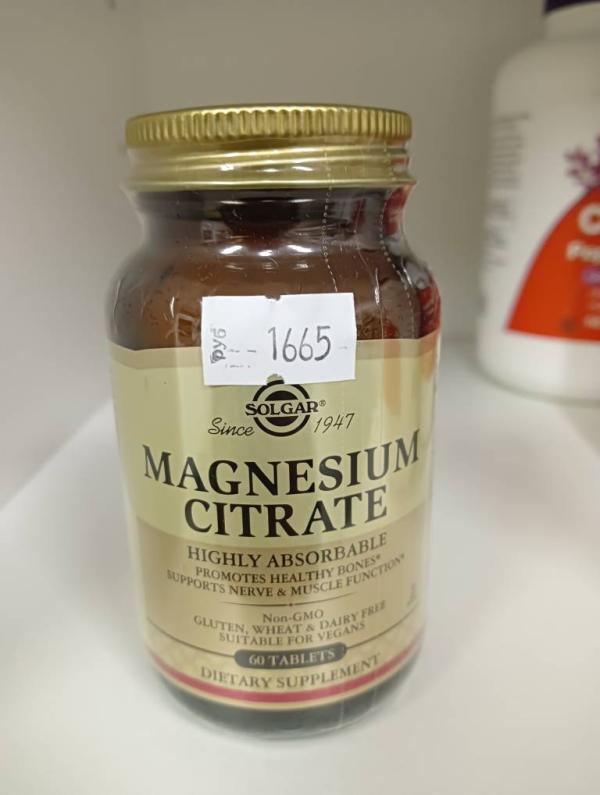 руб
1665
SOLGAR®
Since 1947
MAGNESIUM
CITRATE
HIGHLY ABSORBABLE
PROMOTES HEALTHY BONES*
SUPPORTS NERVE & MUSCLE FUNCTION*
Non-GMO
GLUTEN, WHEAT & DAIRY FREE
SUITABLE FOR VEGANS
60 TABLETS
DIETARY SUPPLEMENT